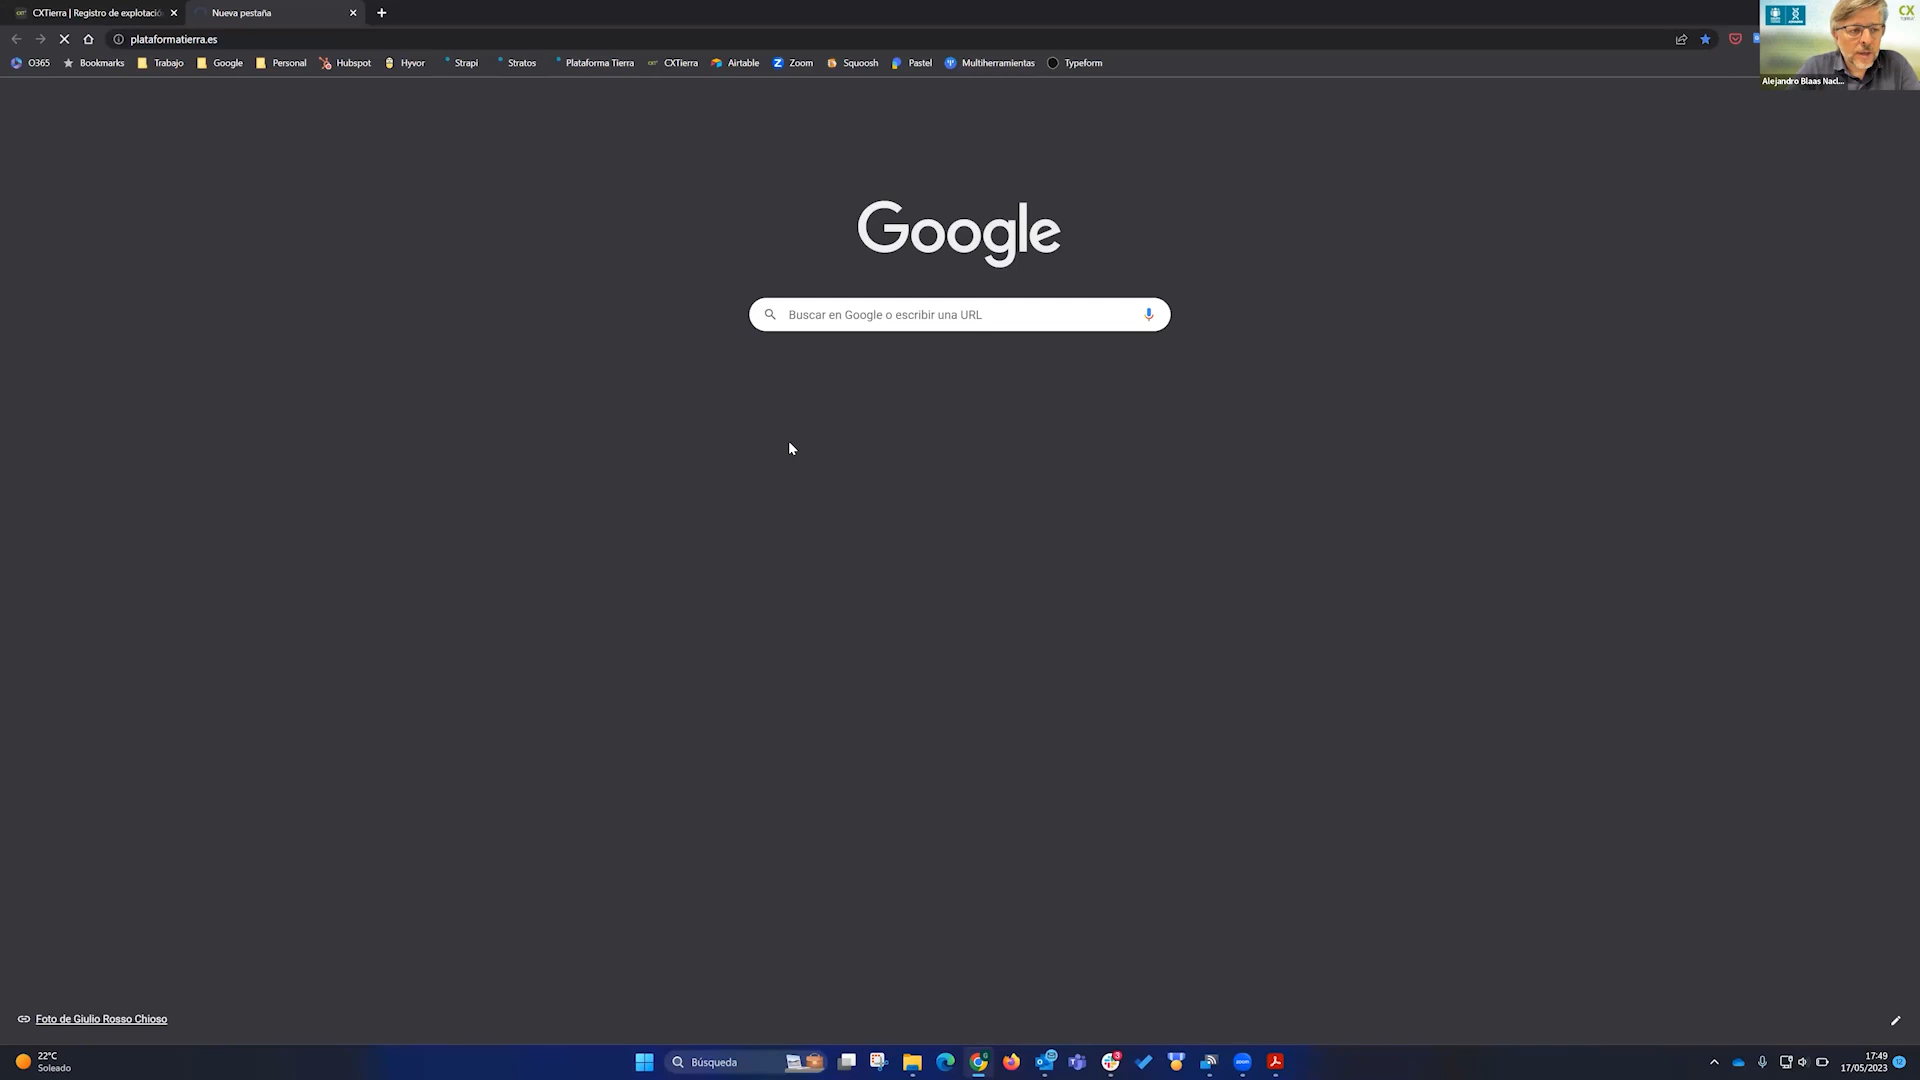 CXTierra | Registro de explotació
Nueva pestaña
plataformatierra.es
O365 Bookmarks Trabajo Google Personal Hubspot Hyvor Strapi Stratos Plataforma Tierra CXTierra Airtable Zoom Squoosh Pastel Multiherramientas Typeform
CX
Alejandro Blaas Nacl...
Google
Buscar en Google o escribir una URL
Foto de Giulio Rosso Chioso
22°C
Soleado
Búsqueda
17:49
17/05/2023